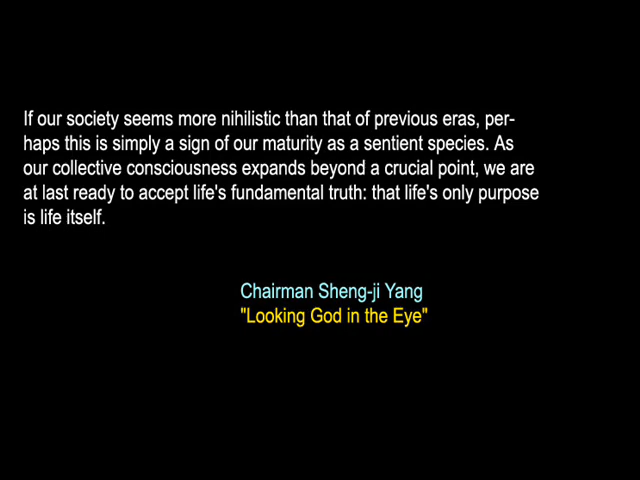 If our society seems more nihilistic than that of previous eras, per-
haps this is simply a sign of our maturity as a sentient species. As
our collective consciousness expands beyond a crucial point, we are
at last ready to accept life's fundamental truth: that life's only purpose
is life itself.
Chairman Sheng-ji Yang
"Looking God in the Eye"